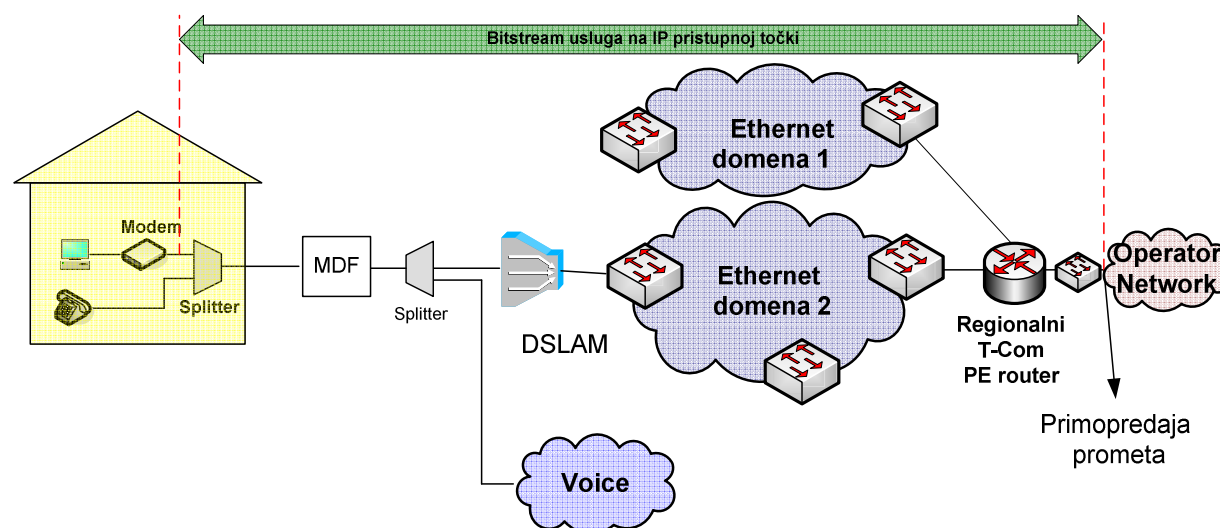 Bitstream usluga na IP pristupnoj točki
Ethernet
domena 1
Modem
Splitter
MDF
Splitter
DSLAM
Ethernet
domena 2
Regionalni
T-Com
PE router
Operator
Network
Primopredaja
prometa
Voice